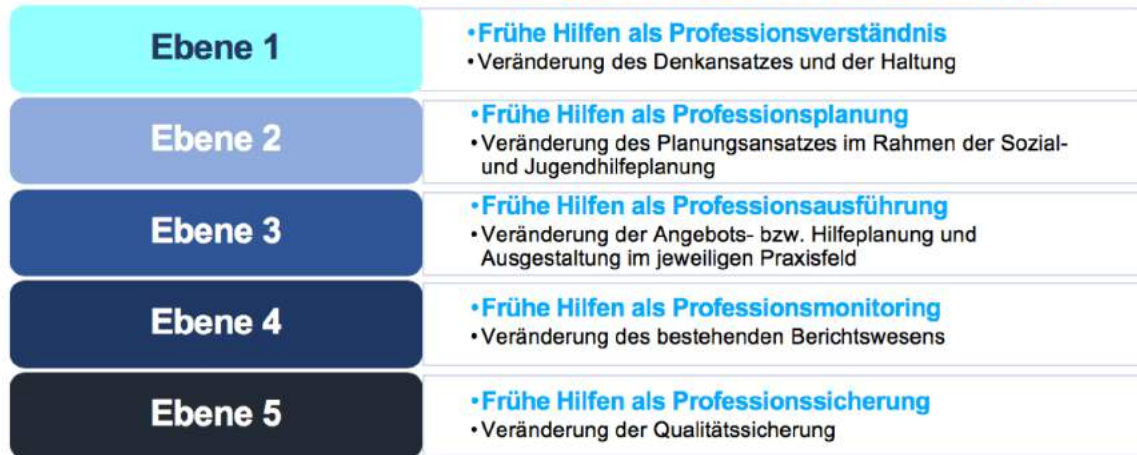 Ebene 1
•Frühe Hilfen als Professionsverständnis
•Veränderung des Denkansatzes und der Haltung
Ebene 2
•Frühe Hilfen als Professionsplanung
•Veränderung des Planungsansatzes im Rahmen der Sozial-
und Jugendhilfeplanung
Ebene 3
•Frühe Hilfen als Professionsausführung
•Veränderung der Angebots- bzw. Hilfeplanung und
Ausgestaltung im jeweiligen Praxisfeld
Ebene 4
•Frühe Hilfen als Professionsmonitoring
•Veränderung des bestehenden Berichtswesens
Ebene 5
•Frühe Hilfen als Professionssicherung
•Veränderung der Qualitätssicherung